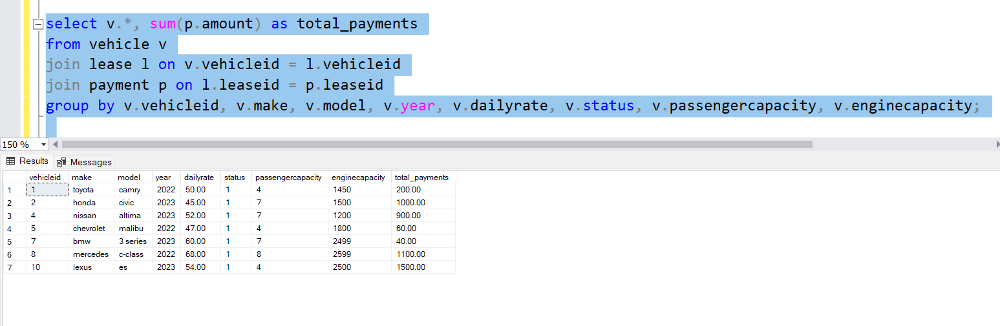 select v.*, sum(p.amount) as total_payments
from vehicle v
join lease l on v.vehicleid = l.vehicleid
join payment p on l.leaseid = p.leaseid
group by v.vehicleid, v.make, v.model, v.year, v.dailyrate, v.status, v.passengercapacity, v.enginecapacity;
150 %
Results Messages
vehicleid make model year dailyrate status passengercapacity enginecapacity total_payments
1 1 toyota camry 2022 50.00 1 4 1450 200.00
2 2 honda civic 2023 45.00 1 7 1500 1000.00
3 4 nissan altima 2023 52.00 1 7 1200 900.00
4 5 chevrolet malibu 2022 47.00 1 4 1800 60.00
5 7 bmw 3 series 2023 60.00 1 7 2499 40.00
6 8 mercedes c-class 2022 68.00 1 8 2599 1100.00
7 10 lexus es 2023 54.00 1 4 2500 1500.00